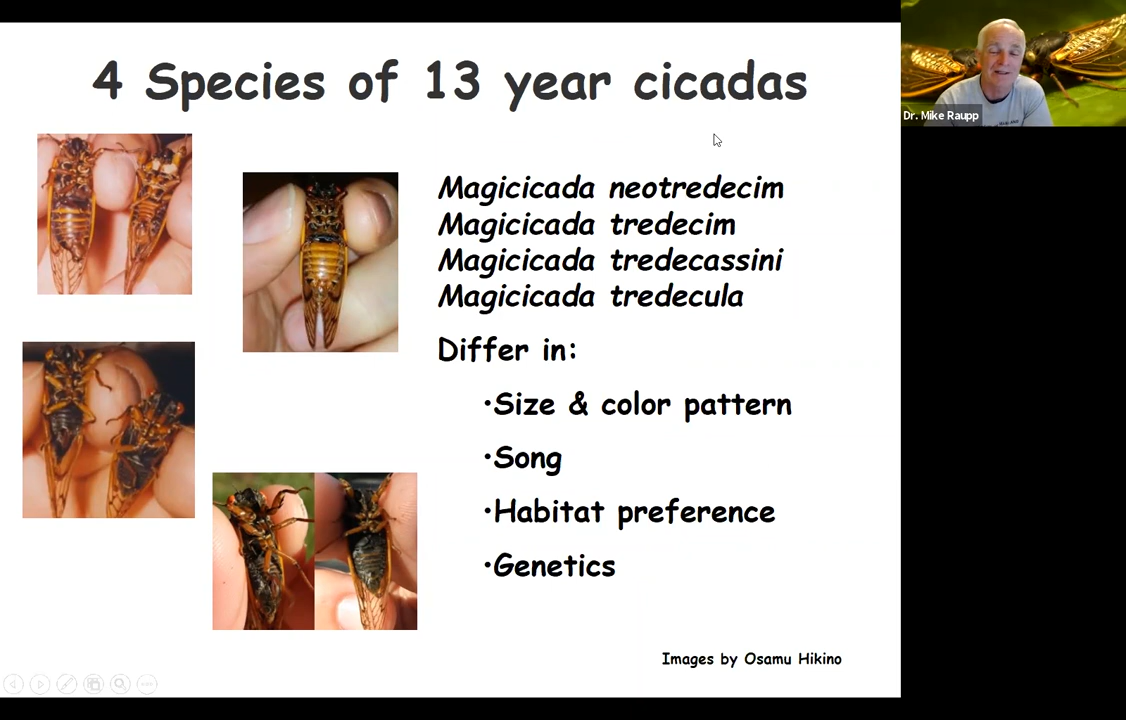 4 Species of 13 year cicadas
Magicicada neotredecim
Magicicada tredecim
Magicicada tredecassini
Magicicada tredecula
Differ in:
•Size & color pattern
•Song
•Habitat preference
•Genetics
Images by Osamu Hikino
Dr. Mike Raupp